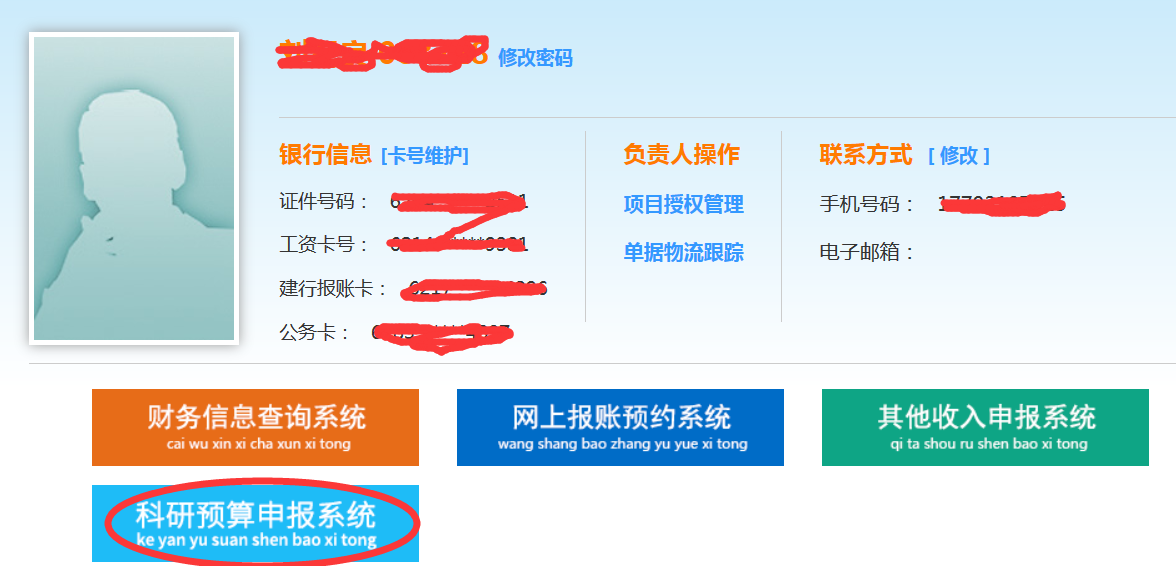 修改密码
银行信息 [卡号维护]
证件号码：
工资卡号：
建行报账卡：
公务卡：
负责人操作
项目授权管理
单据物流跟踪
联系方式 [ 修改 ]
手机号码：
电子邮箱：
财务信息查询系统
cai wu xin xi cha xun xi tong
网上报账预约系统
wang shang bao zhang yu yue xi tong
其他收入申报系统
qi ta shou ru shen bao xi tong
科研预算申报系统
ke yan yu suan shen bao xi tong